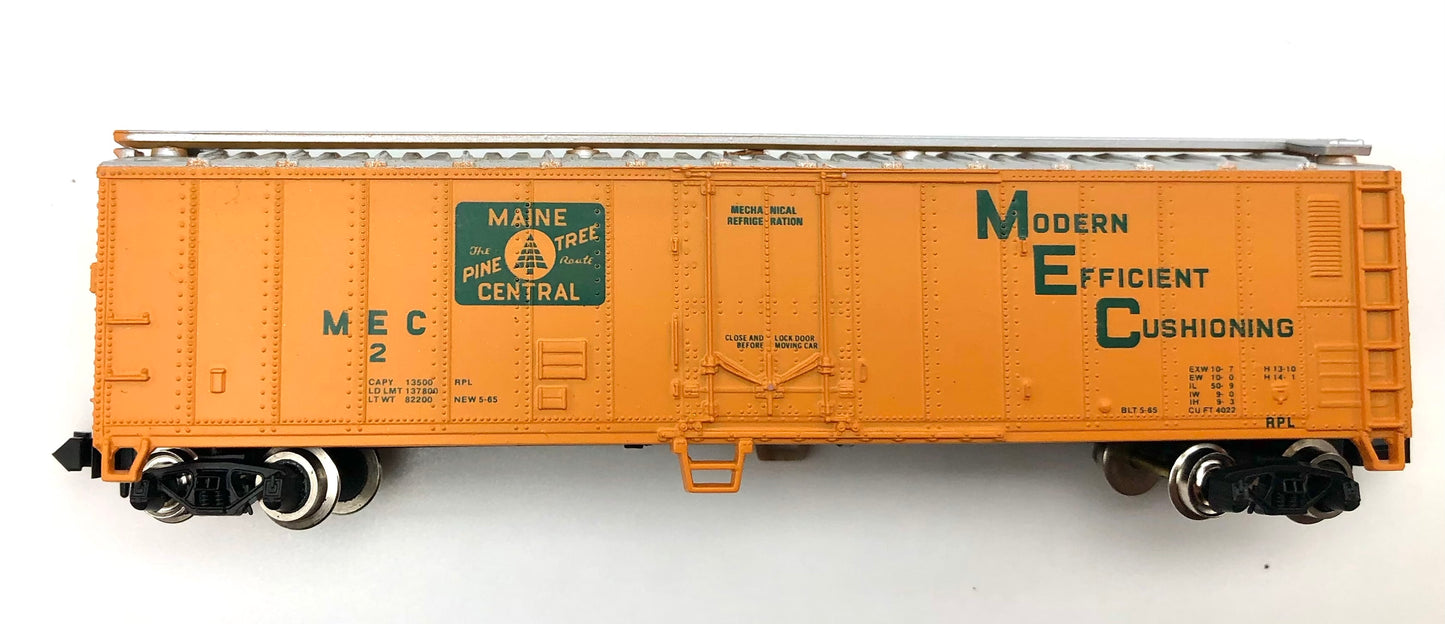 MAINE
The PINE TREE Route
CENTRAL
M E C
2
CAPY 13500 RPL
LD LMT 137800
LT WT 82200 NEW 5-65
MECHANICAL
REFRIGERATION
CLOSE AND LOCK DOOR
BEFORE MOVING CAR
MODERN
EFFICIENT
CUSHIONING
EXW 10- 7 H 13-10
EW 10- 0 H 14- 1
IL 50- 9
IW 9- 0
IH 9- 3
BLT 5-65 CU FT 4022
RPL